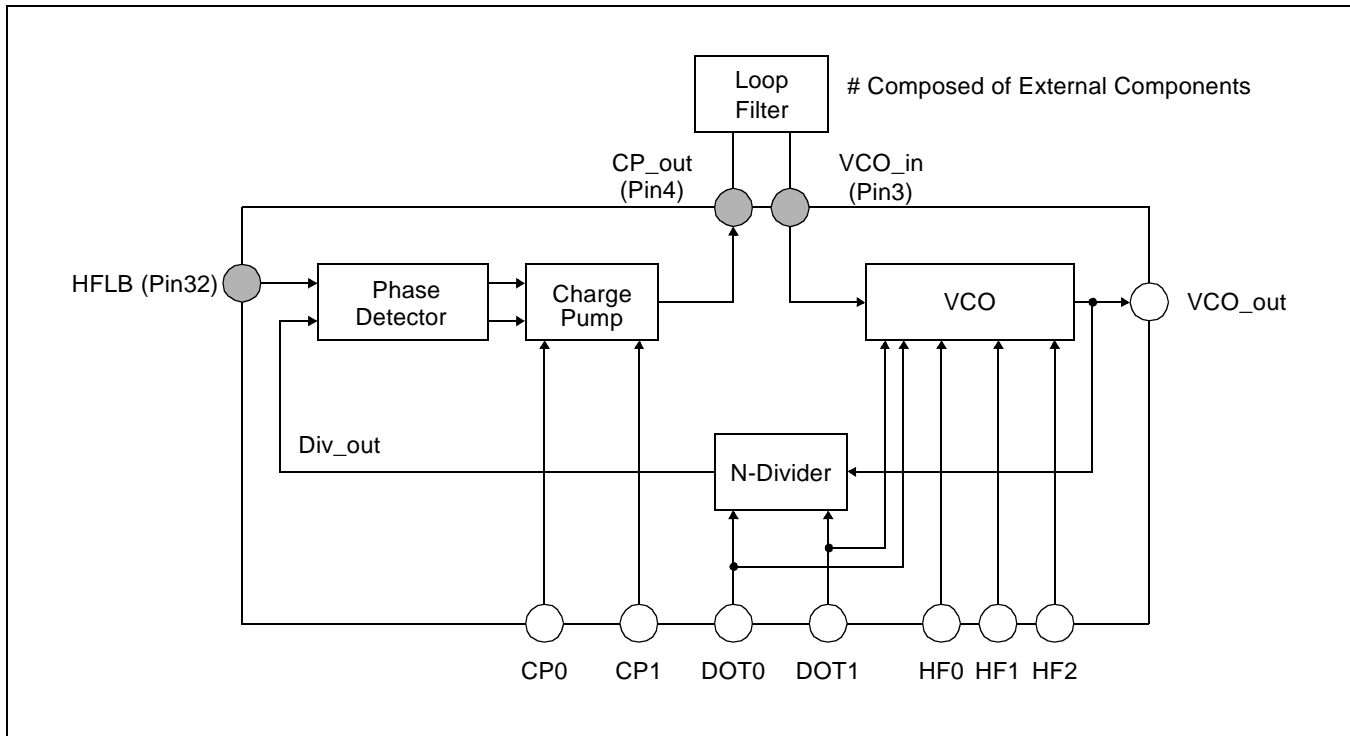 Loop
Filter
# Composed of External Components
CP_out
(Pin4)
VCO_in
(Pin3)
HFLB (Pin32)
Phase
Detector
Charge
Pump
VCO
VCO_out
Div_out
N-Divider
CP0
CP1
DOT0
DOT1
HF0
HF1
HF2